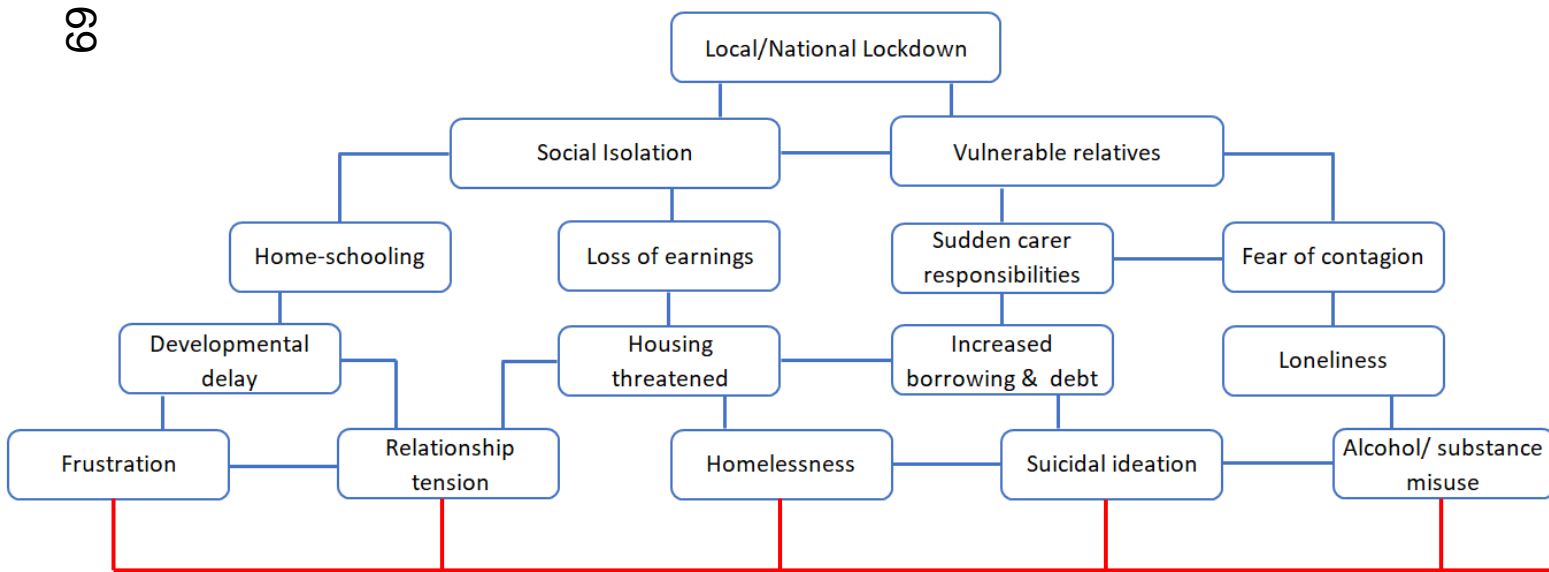 69
Local/National Lockdown
Social Isolation
Vulnerable relatives
Home-schooling
Loss of earnings
Sudden carer
responsibilities
Fear of contagion
Developmental
delay
Housing
threatened
Increased
borrowing & debt
Loneliness
Frustration
Relationship
tension
Homelessness
Suicidal ideation
Alcohol/ substance
misuse